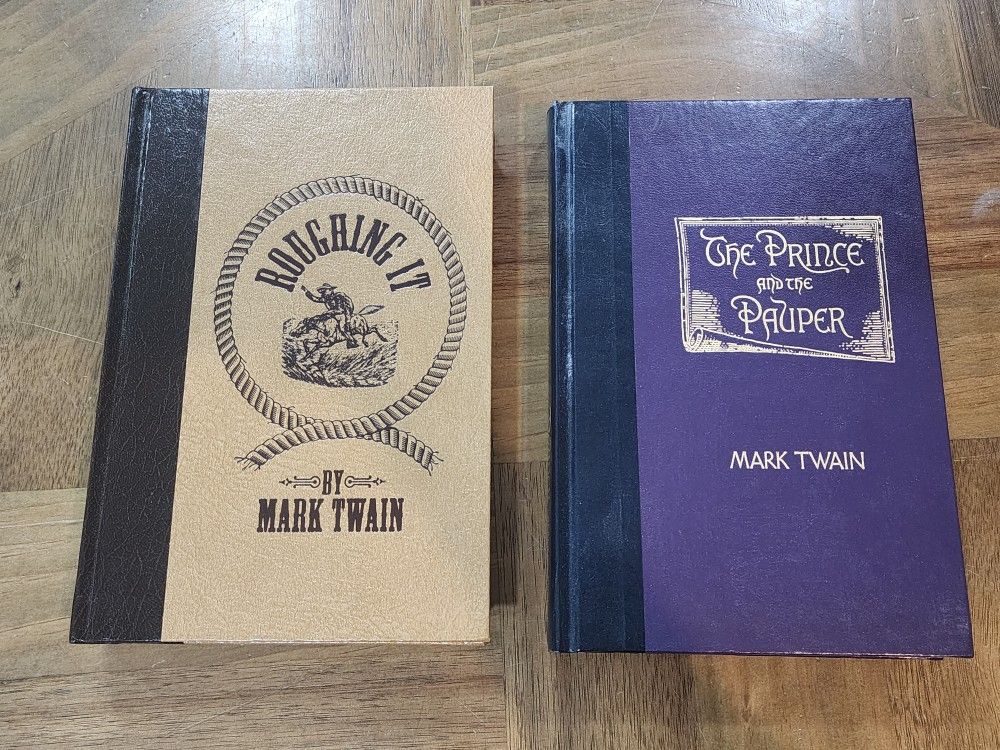 ROUGHING IT
BY
MARK TWAIN
The Prince
and the
Pauper
MARK TWAIN